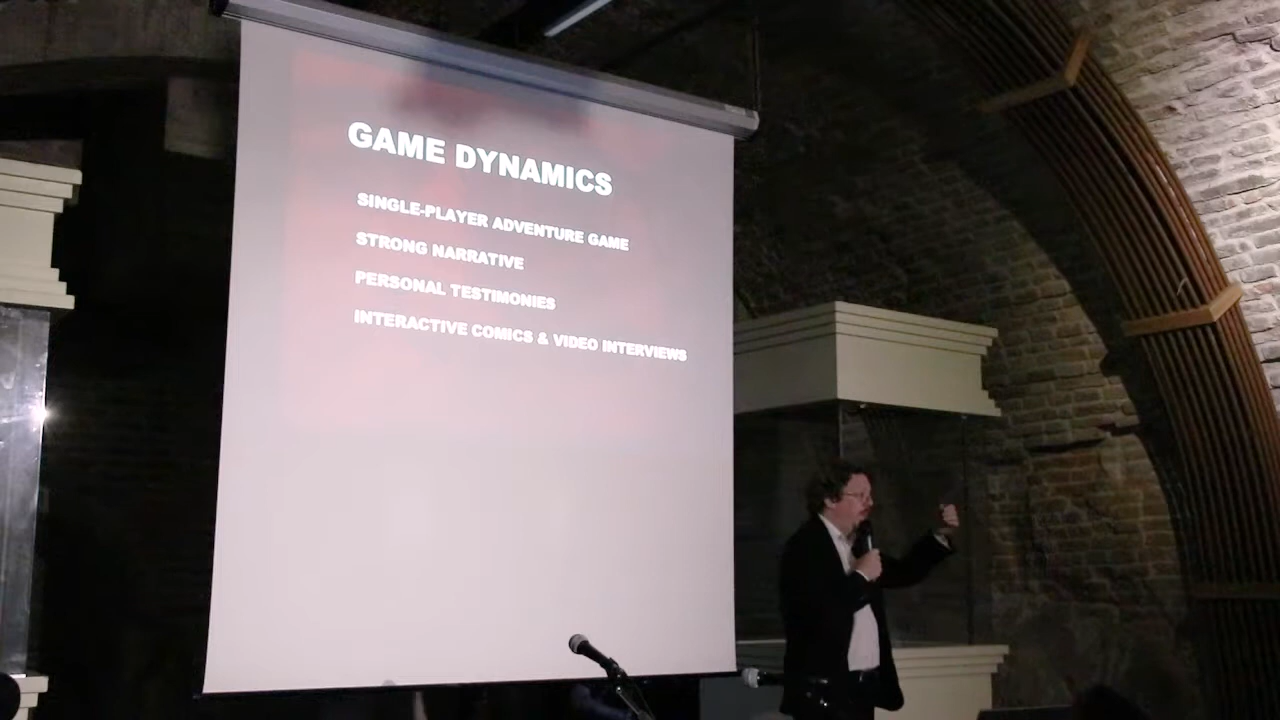 GAME DYNAMICS
SINGLE-PLAYER ADVENTURE GAME
STRONG NARRATIVE
PERSONAL TESTIMONIES
INTERACTIVE COMICS & VIDEO INTERVIEWS